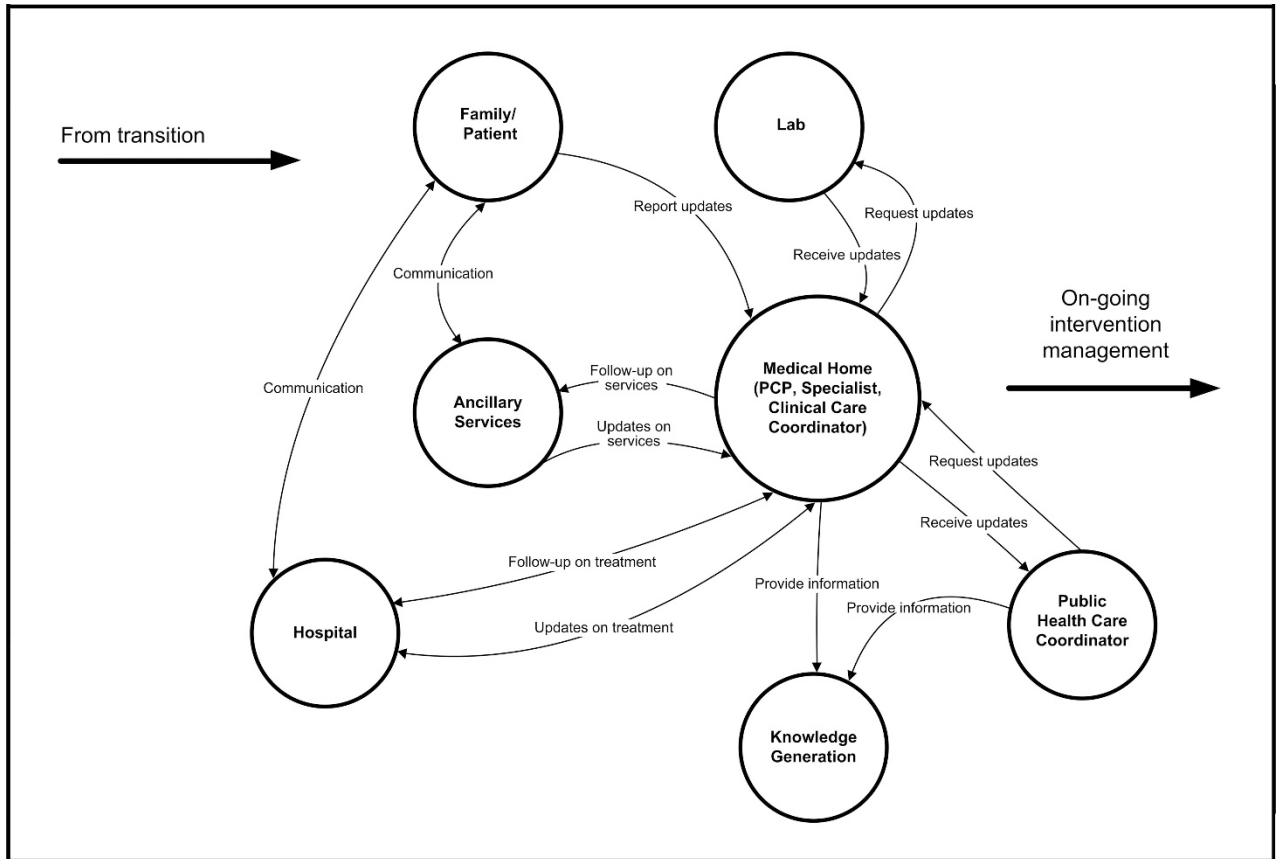 Family/
Patient
Lab
From transition
Report updates
Request updates
Receive updates
Communication
On-going
intervention
management
Medical Home
(PCP, Specialist,
Clinical Care
Coordinator)
Follow-up on
services
Ancillary
Services
Communication
Updates on
services
Request updates
Receive updates
Follow-up on treatment
Provide information
Provide information
Public
Health Care
Coordinator
Hospital
Updates on treatment
Knowledge
Generation